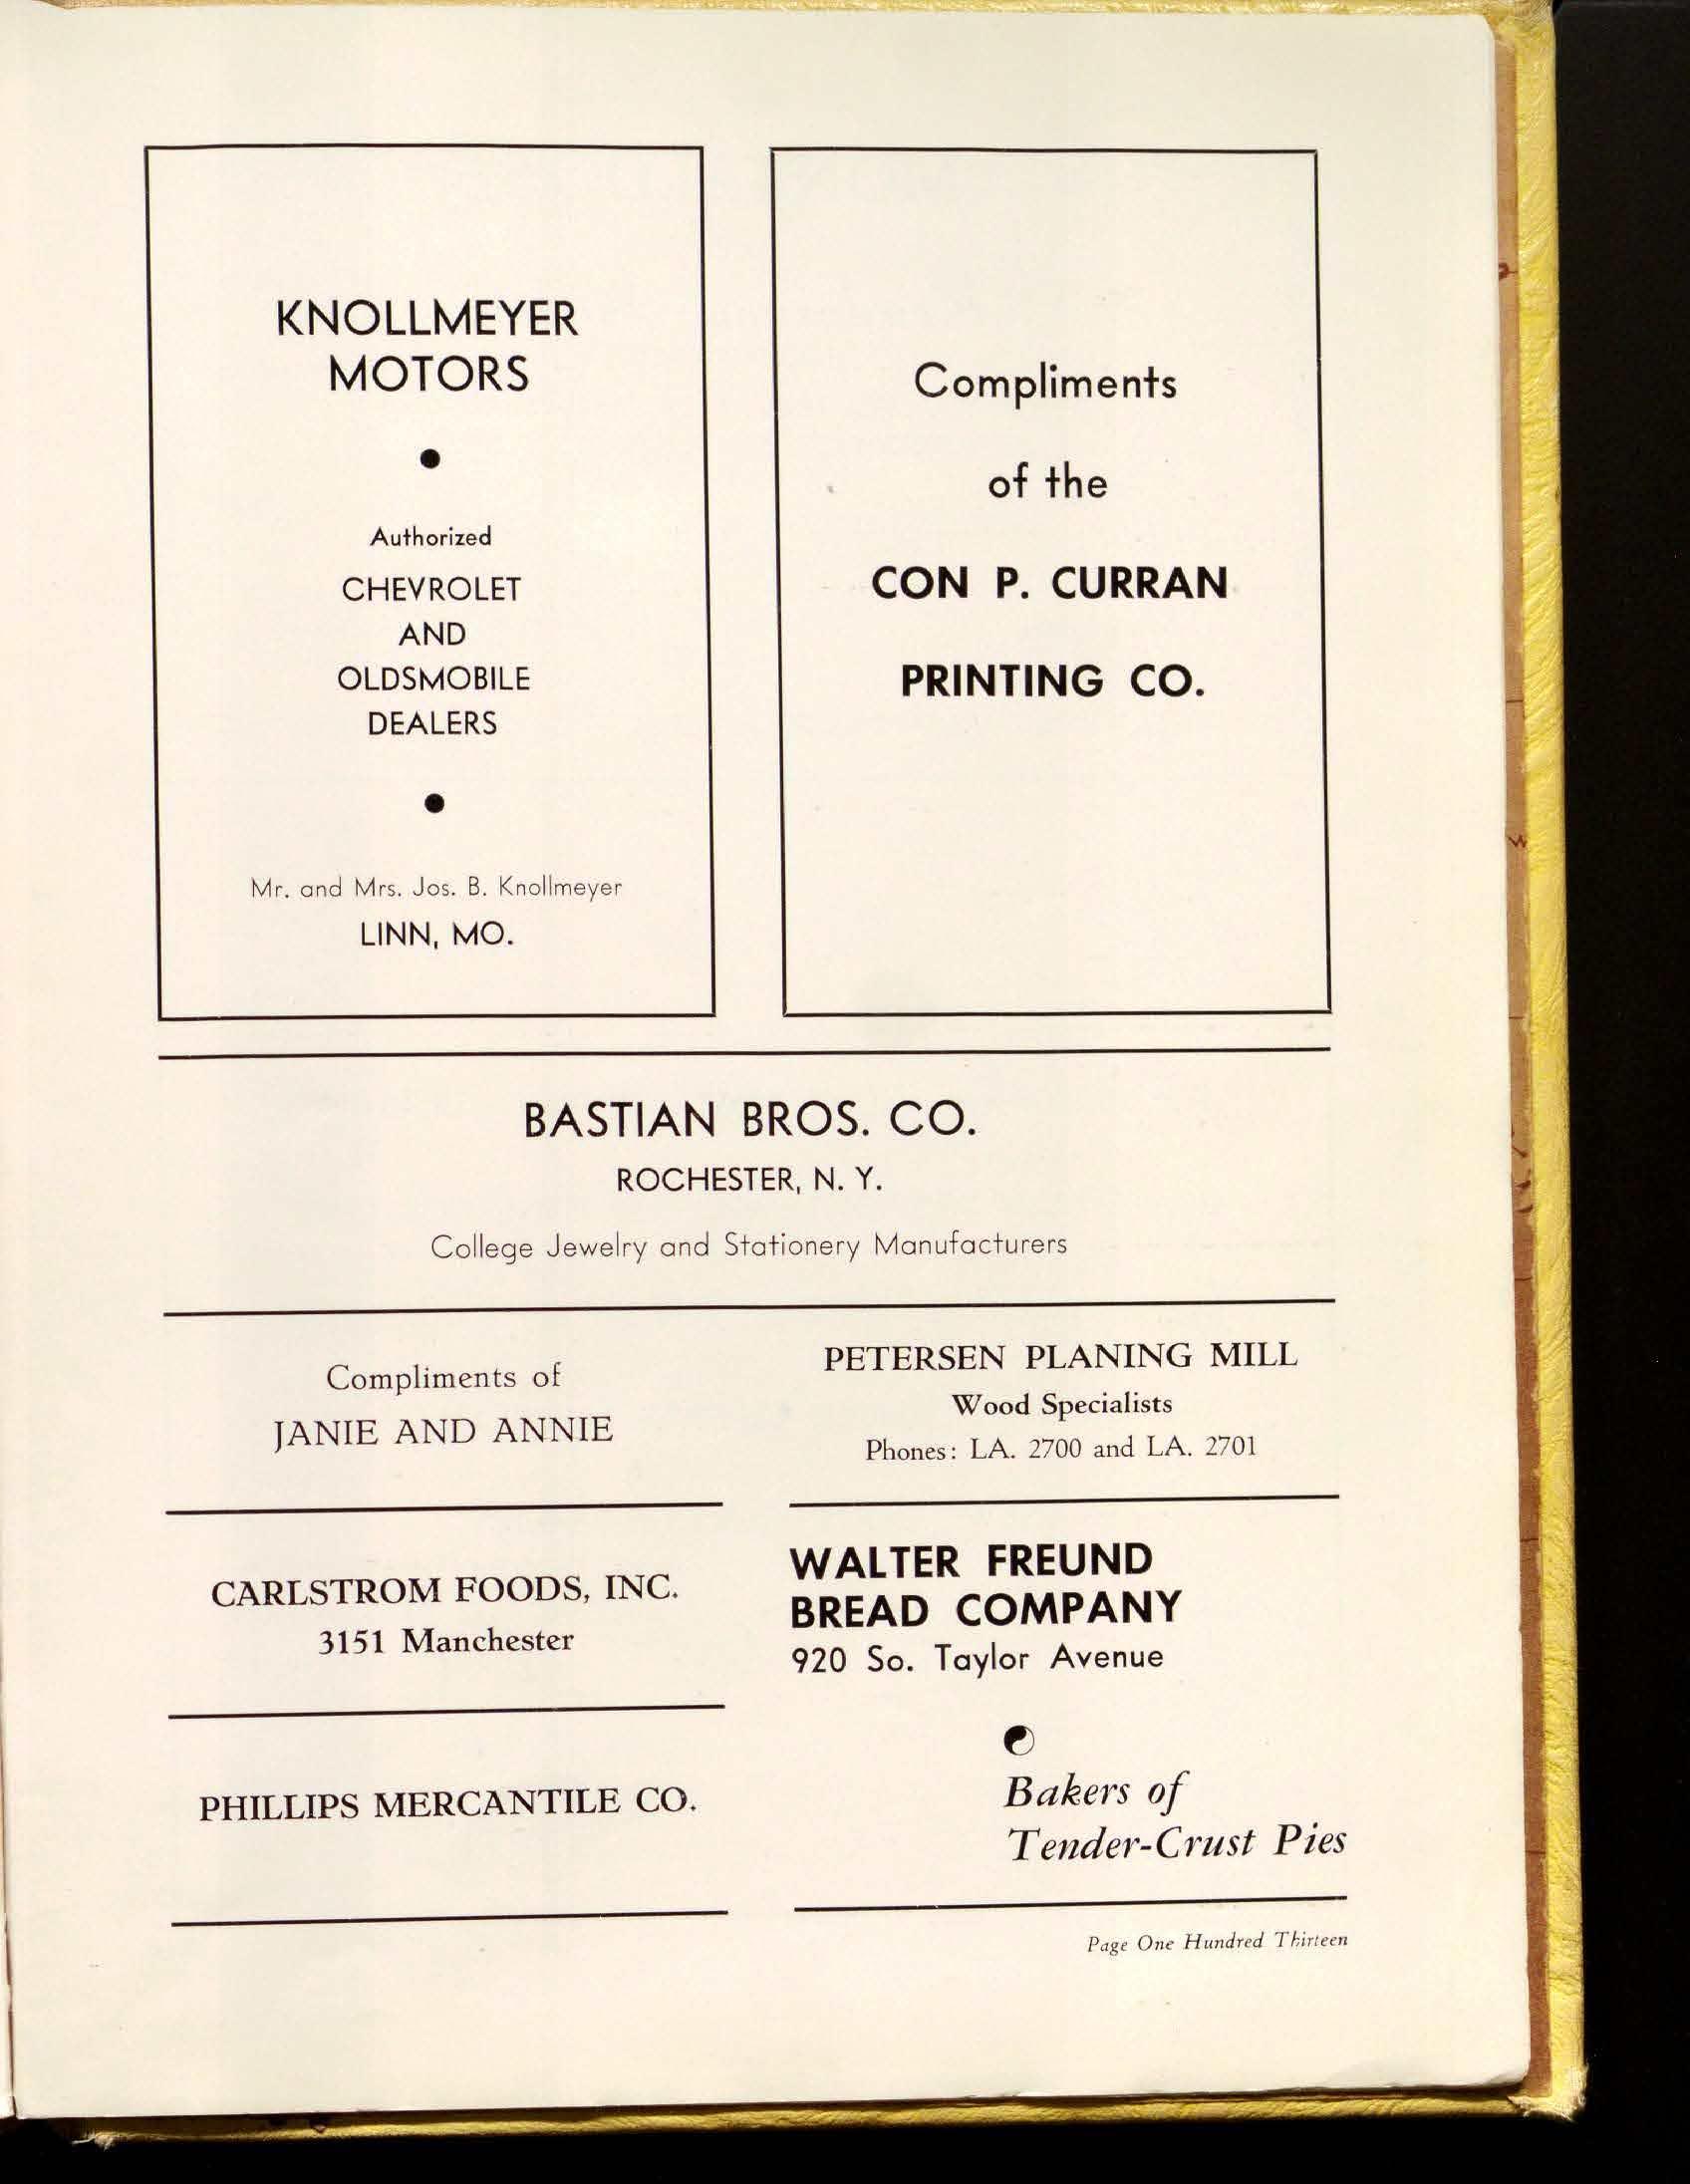 KNOLLMEYER
MOTORS
Authorized
CHEVROLET
AND
OLDSMOBILE
DEALERS
Mr. and Mrs. Jos. B. Knollmeyer
LINN, MO.
Compliments
of the
CON P. CURRAN
PRINTING CO.
BASTIAN BROS. CO.
ROCHESTER, N. Y.
College Jewelry and Stationery Manufacturers
Compliments of
JANIE AND ANNIE
PETERSEN PLANING MILL
Wood Specialists
Phones: LA. 2700 and LA. 2701
CARLSTROM FOODS, INC.
3151 Manchester
WALTER FREUND
BREAD COMPANY
920 So. Taylor Avenue
Bakers of
Tender-Crust Pies
PHILLIPS MERCANTILE CO.
Page One Hundred Thirteen